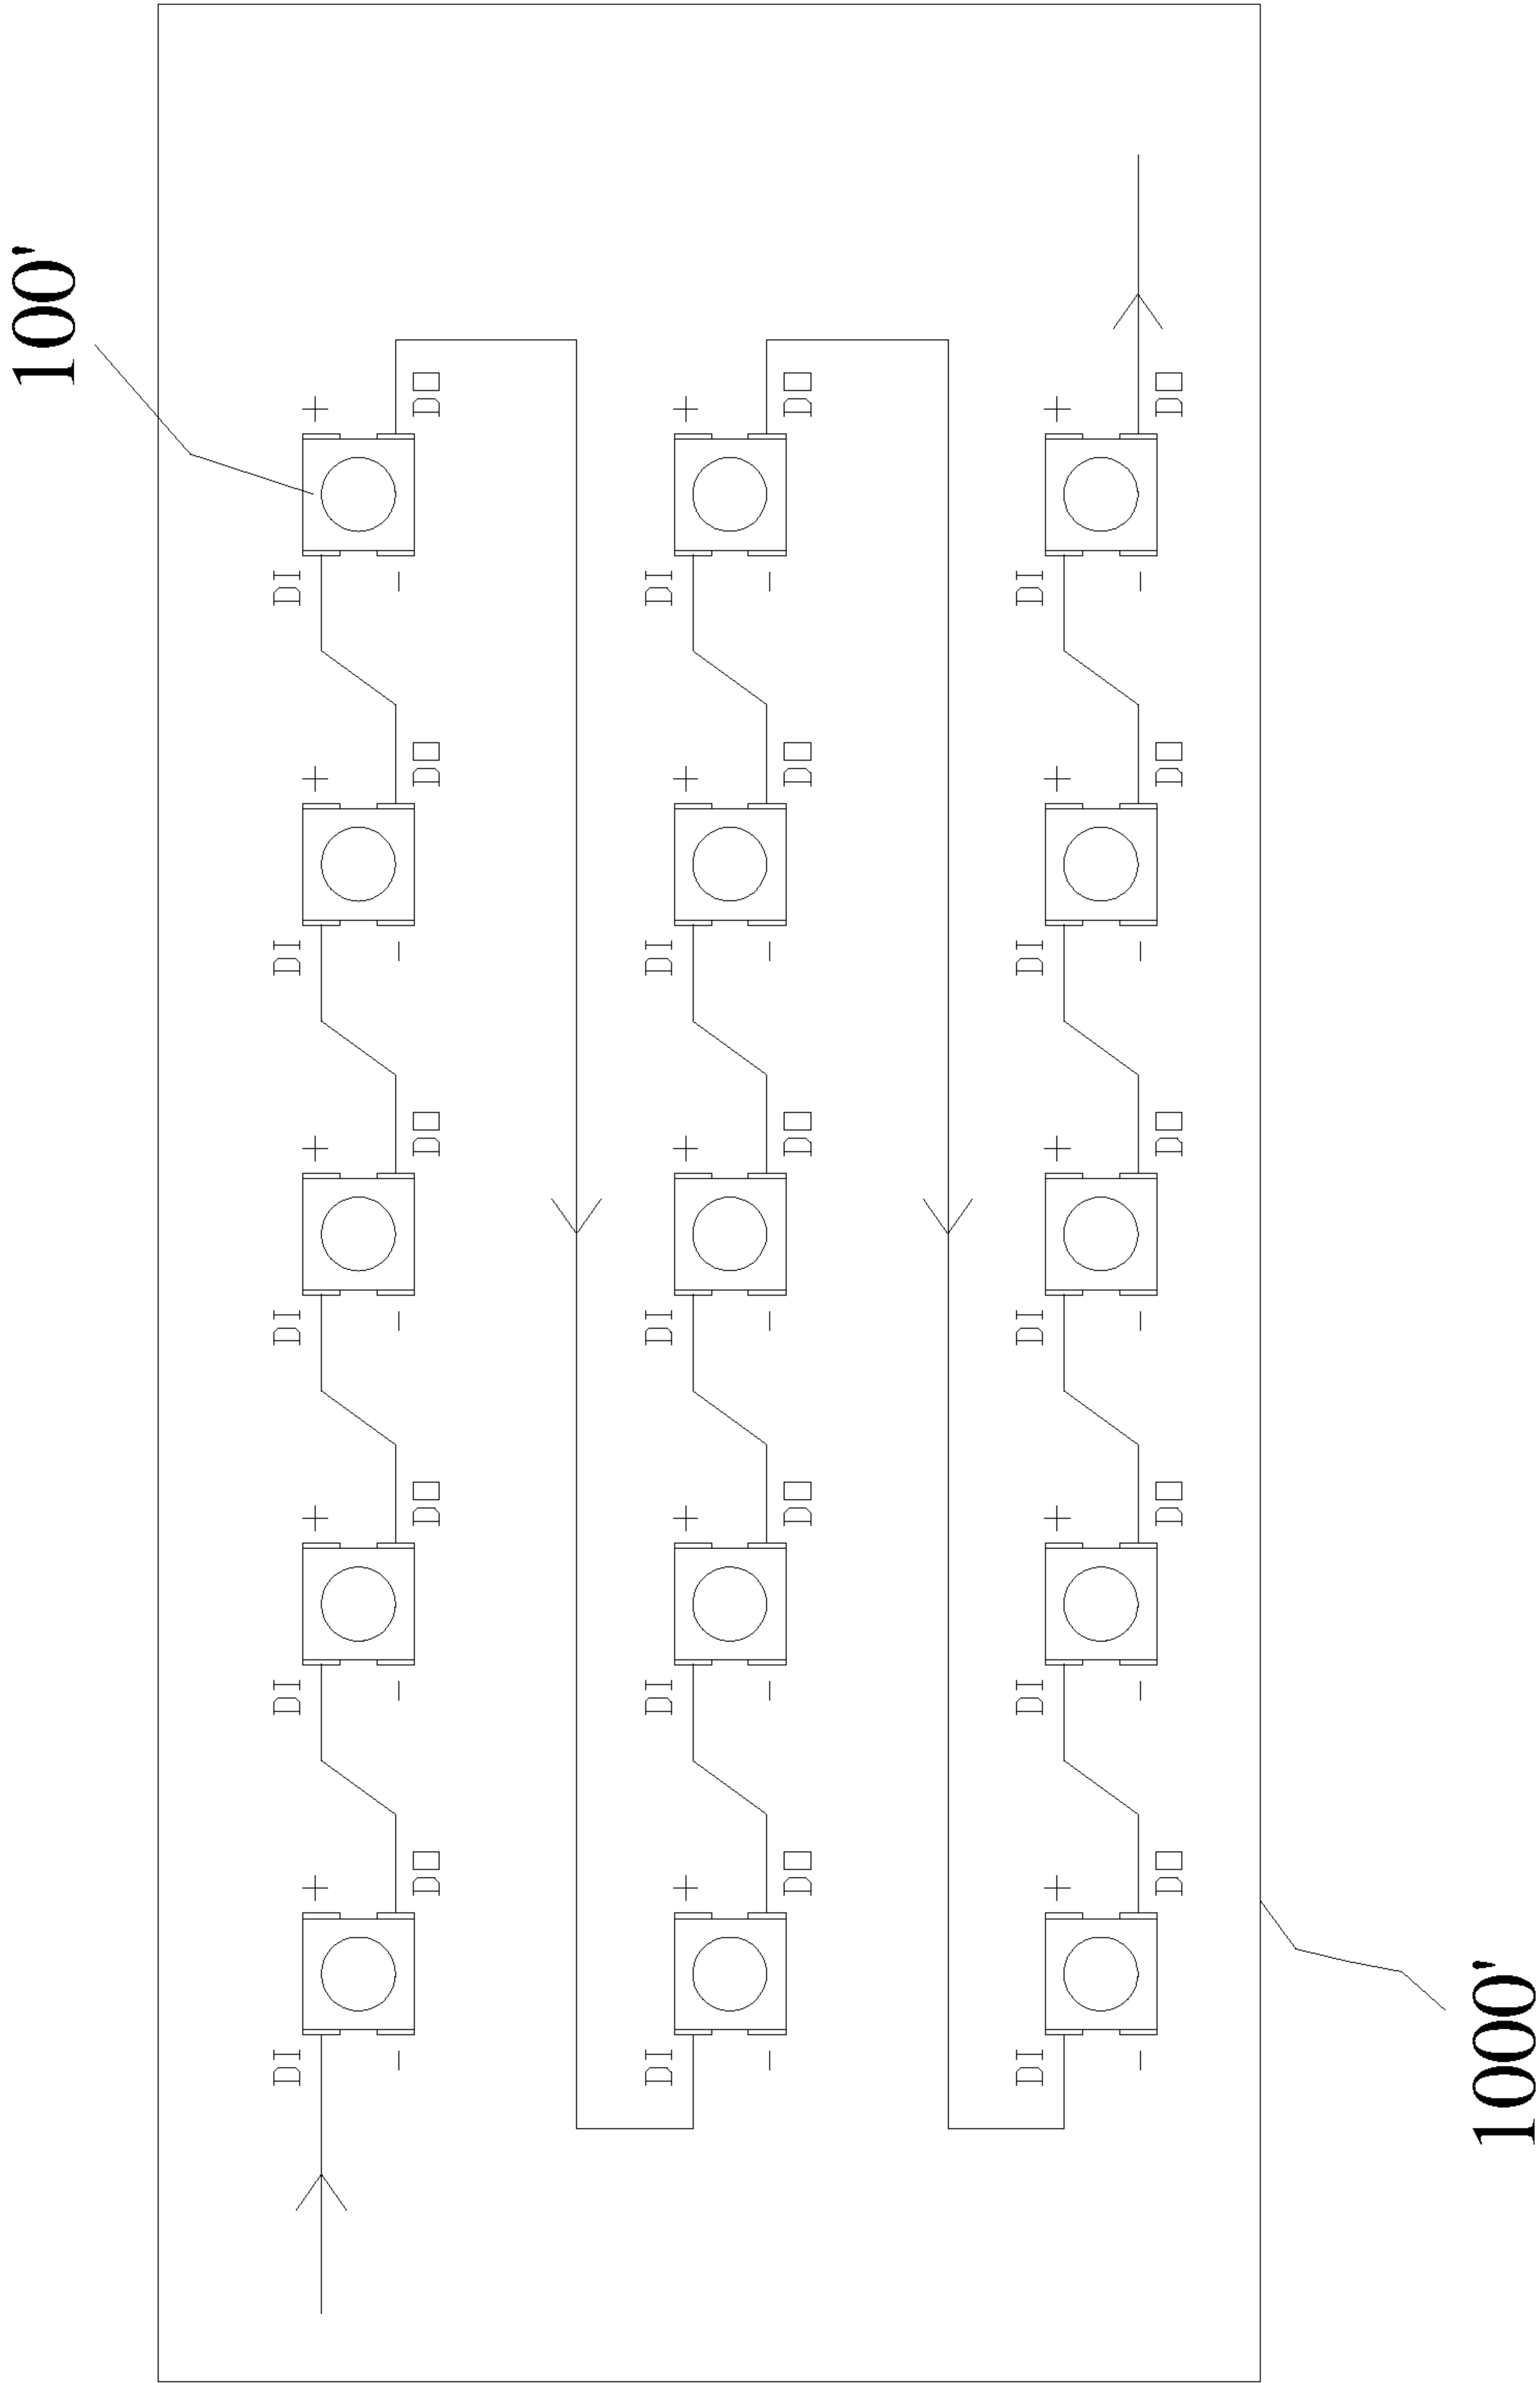 100'
DI + DI + DI + DI + DI +
- DO - DO - DO - DO - DO
DI + DI + DI + DI + DI +
- DO - DO - DO - DO - DO
DI + DI + DI + DI + DI +
- DO - DO - DO - DO - DO
1000'